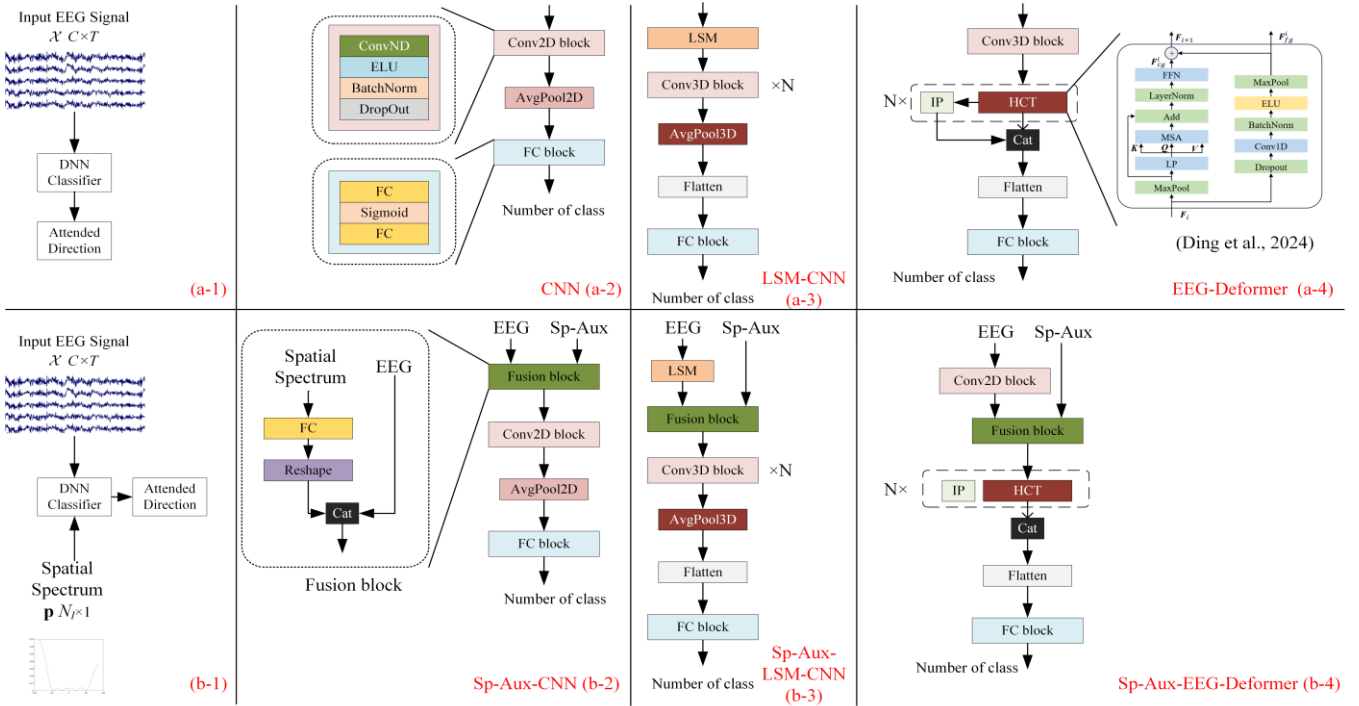 Input EEG Signal
𝒳 C×T
DNN
Classifier
Attended
Direction
(a-1)
ConvND
ELU
BatchNorm
DropOut
FC
Sigmoid
FC
Conv2D block
AvgPool2D
FC block
Number of class
CNN (a-2)
LSM
Conv3D block
×N
AvgPool3D
Flatten
FC block
Number of class
LSM-CNN
(a-3)
Conv3D block
N×
IP
HCT
Cat
Flatten
FC block
Number of class
F_{i+1}
F^i_{fg}
F^i_{cg}
FFN
LayerNorm
Add
MSA
K
Q
V
LP
MaxPool
F_i
MaxPool
ELU
BatchNorm
Conv1D
Dropout
(Ding et al., 2024)
EEG-Deformer (a-4)
Input EEG Signal
𝒳 C×T
DNN
Classifier
Attended
Direction
Spatial
Spectrum
p N_l×1
(b-1)
Spatial
Spectrum
EEG
FC
Reshape
Cat
Fusion block
EEG
Sp-Aux
Fusion block
Conv2D block
AvgPool2D
FC block
Number of class
Sp-Aux-CNN (b-2)
EEG
Sp-Aux
LSM
Fusion block
Conv3D block
×N
AvgPool3D
Flatten
FC block
Number of class
Sp-Aux-
LSM-CNN
(b-3)
EEG
Sp-Aux
Conv2D block
Fusion block
N×
IP
HCT
Cat
Flatten
FC block
Number of class
Sp-Aux-EEG-Deformer (b-4)